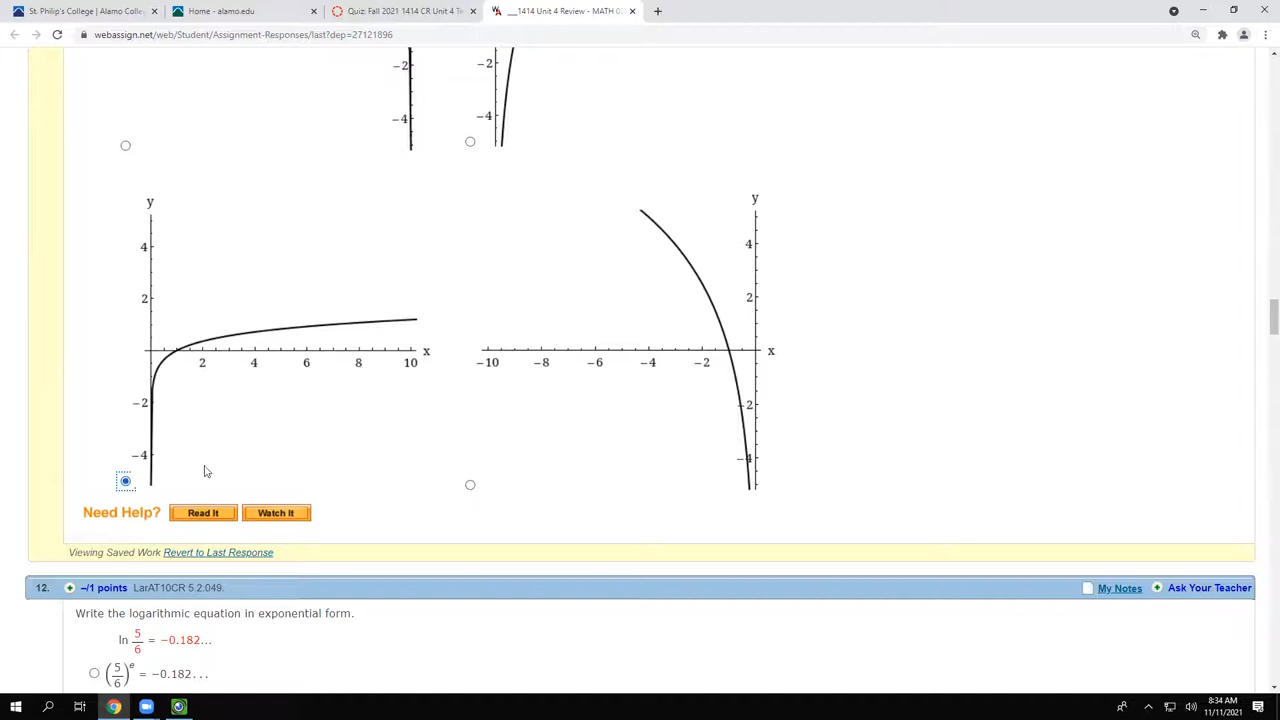 St. Philip's College | Alamo Colleg
Home - alamo.edu
Quiz: Fall 2021 1414 CR Unit 4 Te
__1414 Unit 4 Review - MATH 02
webassign.net/web/Student/Assignment-Responses/last?dep=27121896
−2
−4
−2
−4
y
4
2
x
2
4
6
8
10
−2
−4
y
4
2
x
−10
−8
−6
−4
−2
−2
−4
Need Help?
Read It
Watch It
Viewing Saved Work Revert to Last Response
12.
–/1 points
LarAT10CR 5.2.049.
My Notes
Ask Your Teacher
Write the logarithmic equation in exponential form.
ln 5/6 = −0.182...
(5/6)^e = −0.182...
8:34 AM
11/11/2021